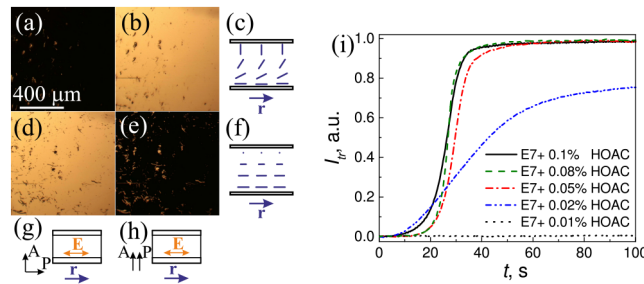 (a)
(b)
(c)
400 μm
r
(d)
(e)
(f)
r
(g)
A
P
E
r
(h)
A
P
E
r
(i)
I_tr, a.u.
1.0
0.8
0.6
0.4
0.2
0.0
E7+ 0.1% HOAC
E7+ 0.08% HOAC
E7+ 0.05% HOAC
E7+ 0.02% HOAC
E7+ 0.01% HOAC
0 20 40 60 80 100
t, s